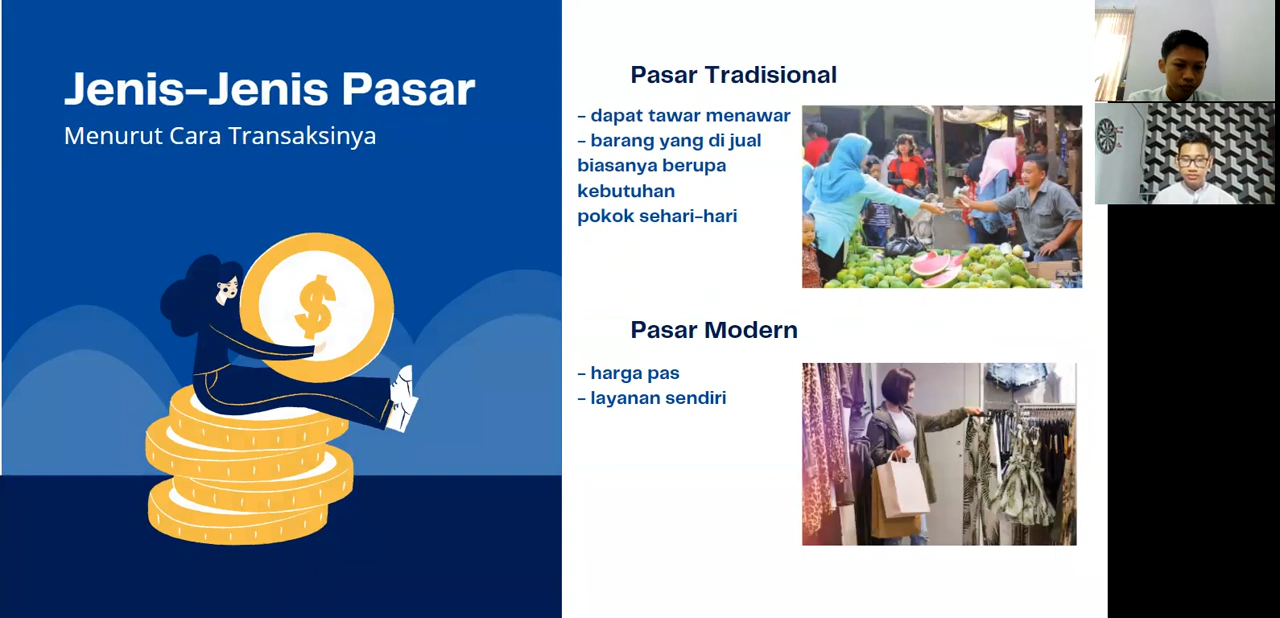 Jenis-Jenis Pasar
Menurut Cara Transaksinya
Pasar Tradisional
- dapat tawar menawar
- barang yang di jual
biasanya berupa
kebutuhan
pokok sehari-hari
Pasar Modern
- harga pas
- layanan sendiri